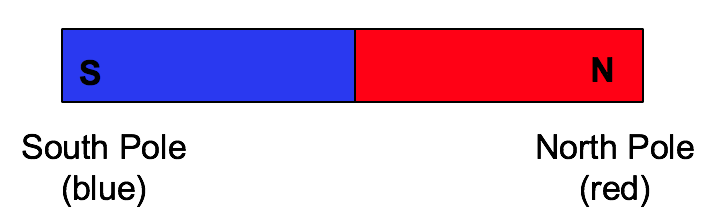 S
N
South Pole
(blue)
North Pole
(red)